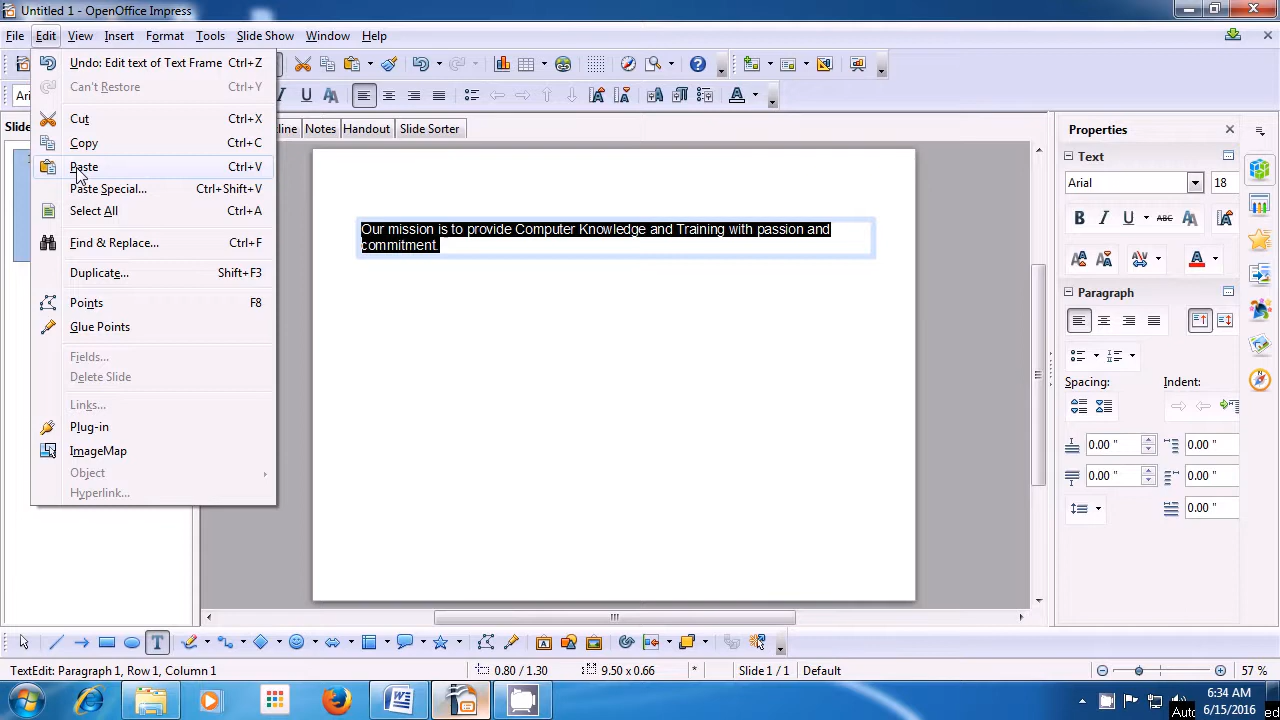 Untitled 1 - OpenOffice Impress
File Edit View Insert Format Tools Slide Show Window Help
Undo: Edit text of Text Frame Ctrl+Z
Can't Restore Ctrl+Y
Cut Ctrl+X
Copy Ctrl+C
Paste Ctrl+V
Paste Special... Ctrl+Shift+V
Select All Ctrl+A
Find & Replace... Ctrl+F
Duplicate... Shift+F3
Points F8
Glue Points
Fields...
Delete Slide
Links...
Plug-in
ImageMap
Object
Hyperlink...
Notes Handout Slide Sorter
Our mission is to provide Computer Knowledge and Training with passion and
commitment.
Properties
Text
Arial 18
B I U ABC
Paragraph
Spacing: Indent:
0.00 " 0.00 "
0.00 " 0.00 "
0.00 "
TextEdit: Paragraph 1, Row 1, Column 1 0.80 / 1.30 9.50 x 0.66 * Slide 1 / 1 Default 57 %
6:34 AM
6/15/2016